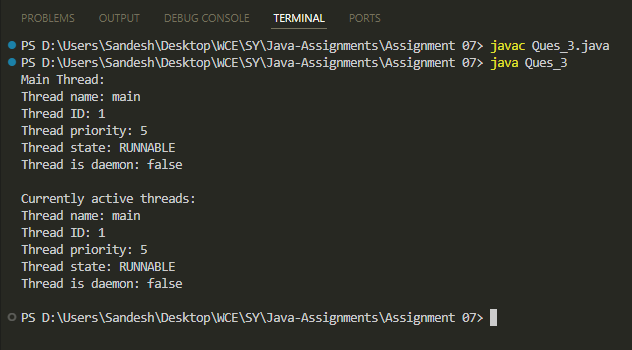 PROBLEMS OUTPUT DEBUG CONSOLE TERMINAL PORTS
PS D:\Users\Sandesh\Desktop\WCE\SY\Java-Assignments\Assignment 07> javac Ques_3.java
PS D:\Users\Sandesh\Desktop\WCE\SY\Java-Assignments\Assignment 07> java Ques_3
Main Thread:
Thread name: main
Thread ID: 1
Thread priority: 5
Thread state: RUNNABLE
Thread is daemon: false
Currently active threads:
Thread name: main
Thread ID: 1
Thread priority: 5
Thread state: RUNNABLE
Thread is daemon: false
PS D:\Users\Sandesh\Desktop\WCE\SY\Java-Assignments\Assignment 07>